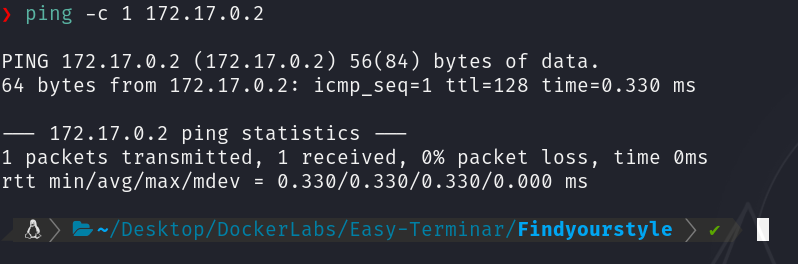 ❯ ping -c 1 172.17.0.2
PING 172.17.0.2 (172.17.0.2) 56(84) bytes of data.
64 bytes from 172.17.0.2: icmp_seq=1 ttl=128 time=0.330 ms
--- 172.17.0.2 ping statistics ---
1 packets transmitted, 1 received, 0% packet loss, time 0ms
rtt min/avg/max/mdev = 0.330/0.330/0.330/0.000 ms
~/Desktop/DockerLabs/Easy-Terminar/Findyourstyle ✔